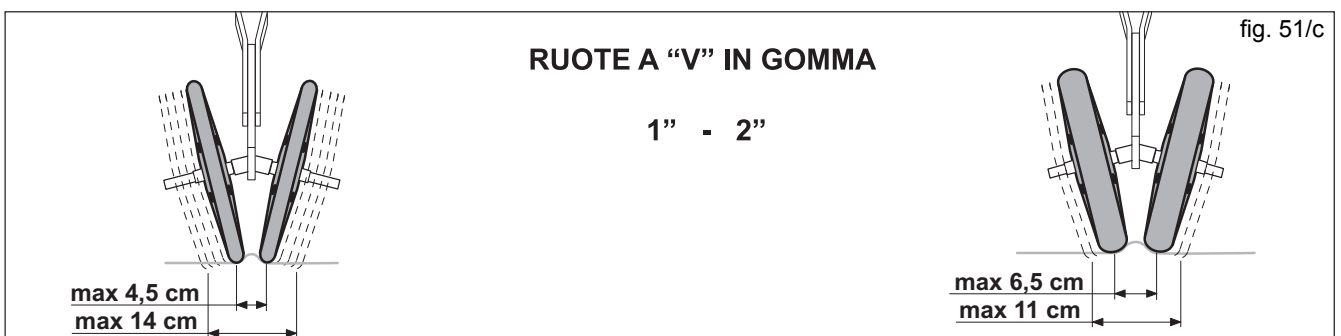 fig. 51/c
RUOTE A “V” IN GOMMA
1” - 2”
max 4,5 cm
max 14 cm
max 6,5 cm
max 11 cm